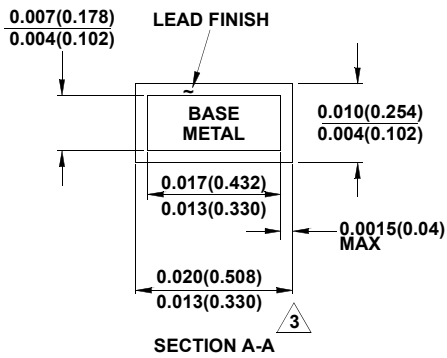 0.007(0.178)
0.004(0.102)
LEAD FINISH
~
BASE
METAL
0.010(0.254)
0.004(0.102)
0.017(0.432)
0.013(0.330)
0.0015(0.04)
MAX
0.020(0.508)
0.013(0.330)
3
SECTION A-A